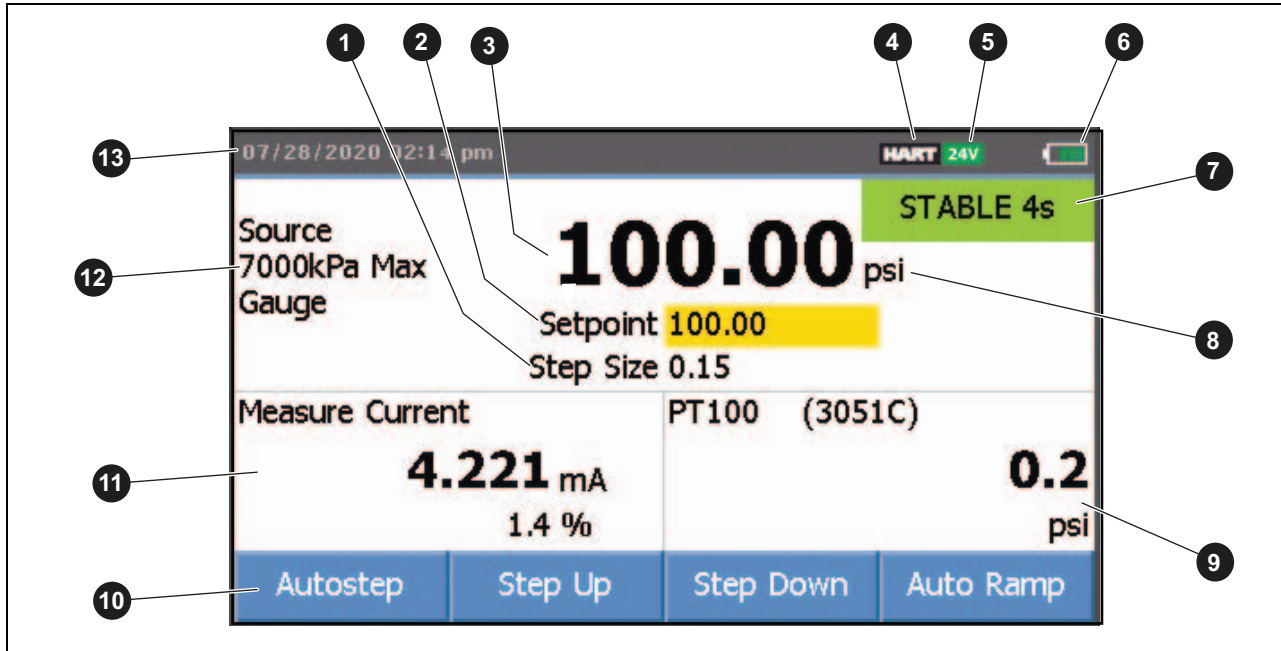 1 2 3 4 5 6
13 07/28/2020 02:14 pm HART 24V
STABLE 4s 7
Source
12 7000kPa Max 100.00 psi
Gauge
Setpoint 100.00 8
Step Size 0.15
Measure Current PT100 (3051C)
11 4.221 mA 0.2
1.4 % psi 9
10 Autostep Step Up Step Down Auto Ramp